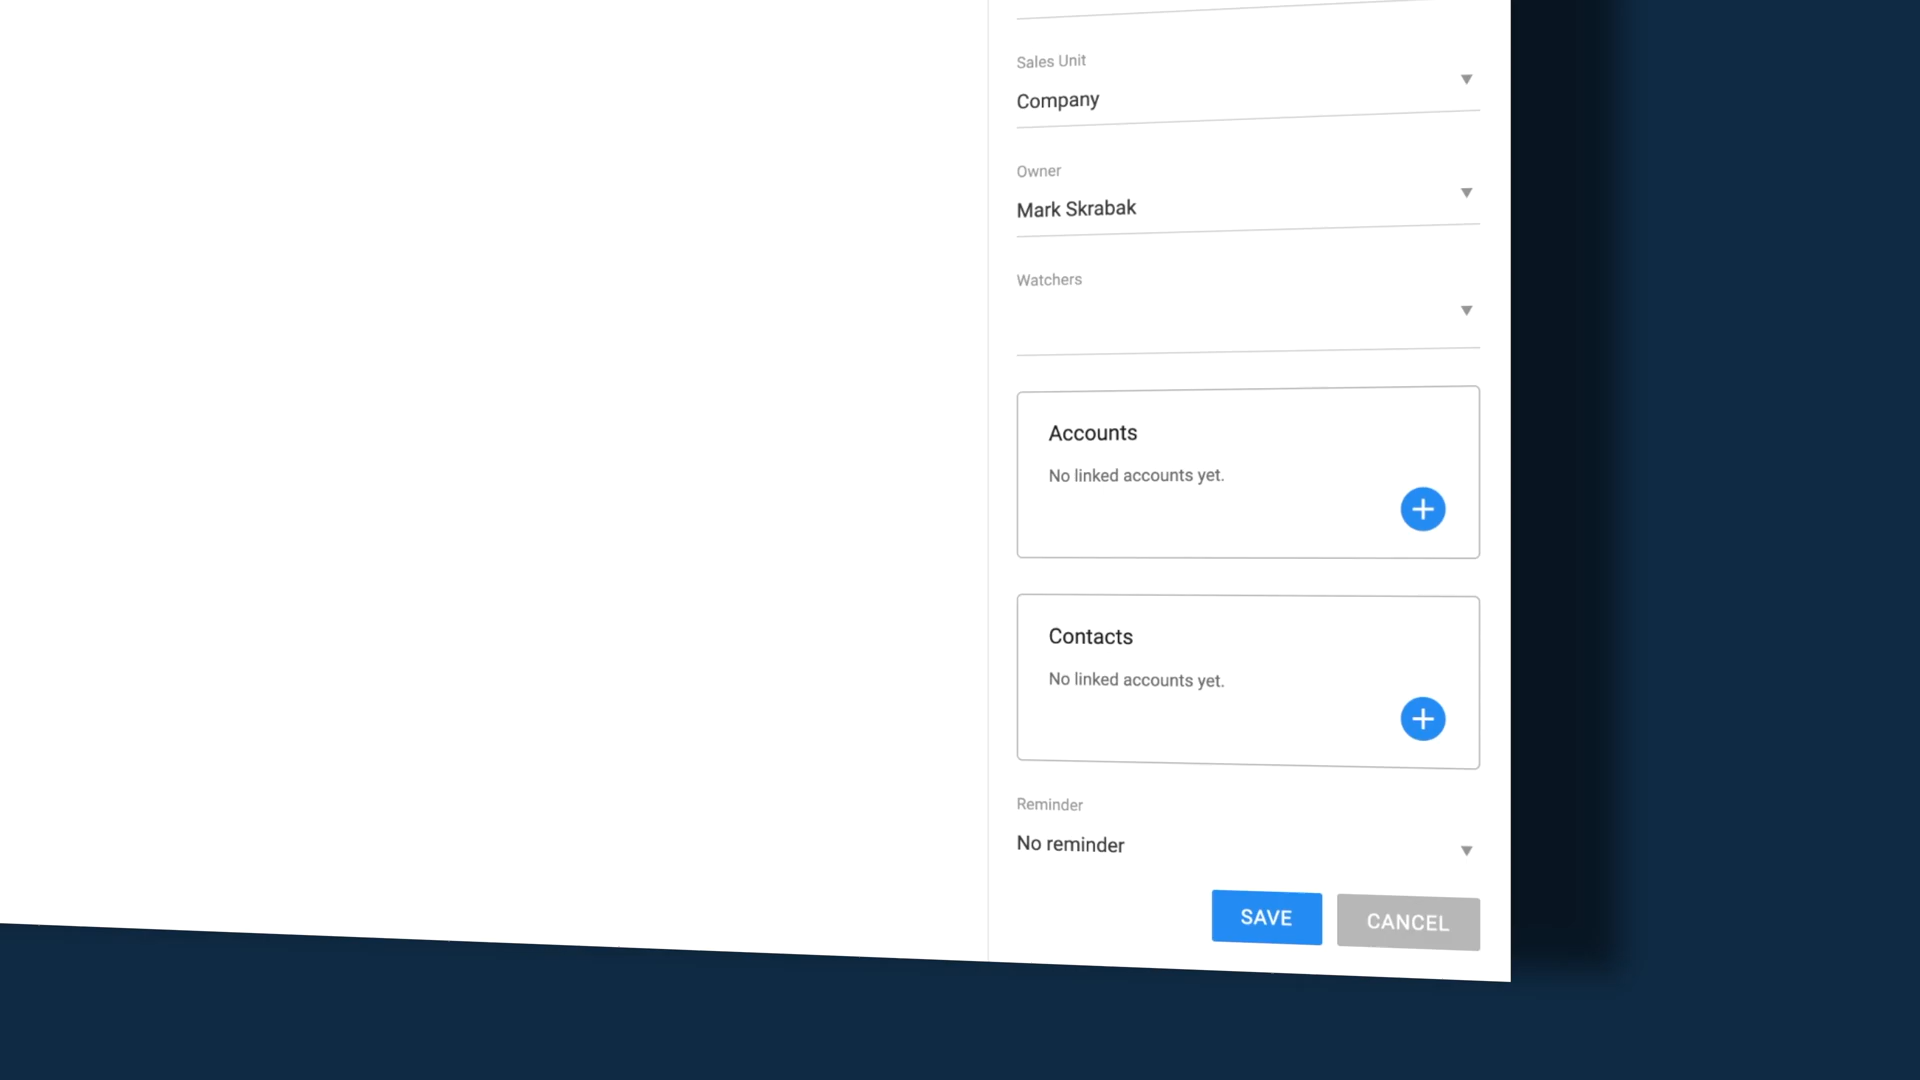 Sales Unit
Company
Owner
Mark Skrabak
Watchers
Accounts
No linked accounts yet.
Contacts
No linked accounts yet.
Reminder
No reminder
SAVE
CANCEL